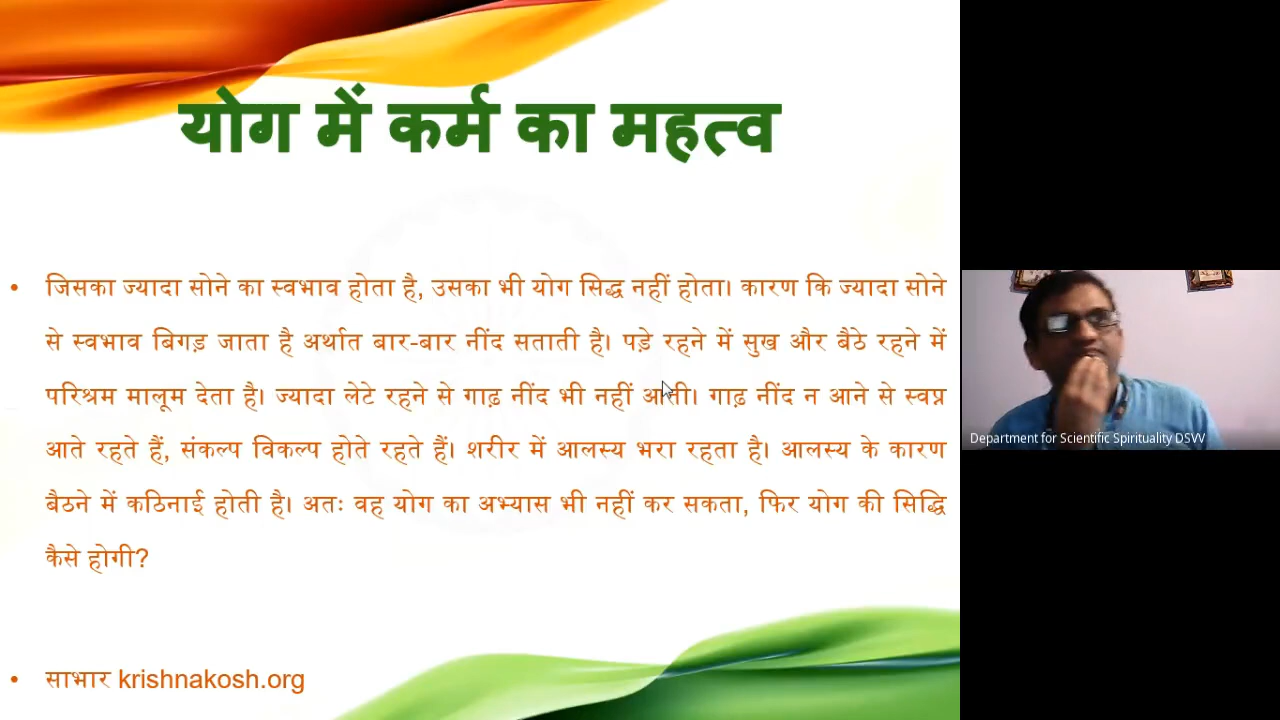 योग में कर्म का महत्व
• जिसका ज्यादा सोने का स्वभाव होता है, उसका भी योग सिद्ध नहीं होता। कारण कि ज्यादा सोने
से स्वभाव बिगड़ जाता है अर्थात बार-बार नींद सताती है। पड़े रहने में सुख और बैठे रहने में
परिश्रम मालूम देता है। ज्यादा लेटे रहने से गाढ़ नींद भी नहीं आती। गाढ़ नींद न आने से स्वप्न
आते रहते हैं, संकल्प विकल्प होते रहते हैं। शरीर में आलस्य भरा रहता है। आलस्य के कारण
बैठने में कठिनाई होती है। अतः वह योग का अभ्यास भी नहीं कर सकता, फिर योग की सिद्धि
कैसे होगी?
• साभार krishnakosh.org
Department for Scientific Spirituality DSVV